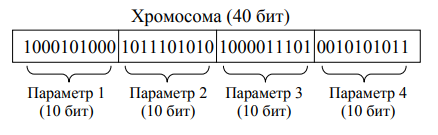 Хромосома (40 бит)
1000101000 1011101010 1000011101 0010101011
Параметр 1 Параметр 2 Параметр 3 Параметр 4
(10 бит) (10 бит) (10 бит) (10 бит)